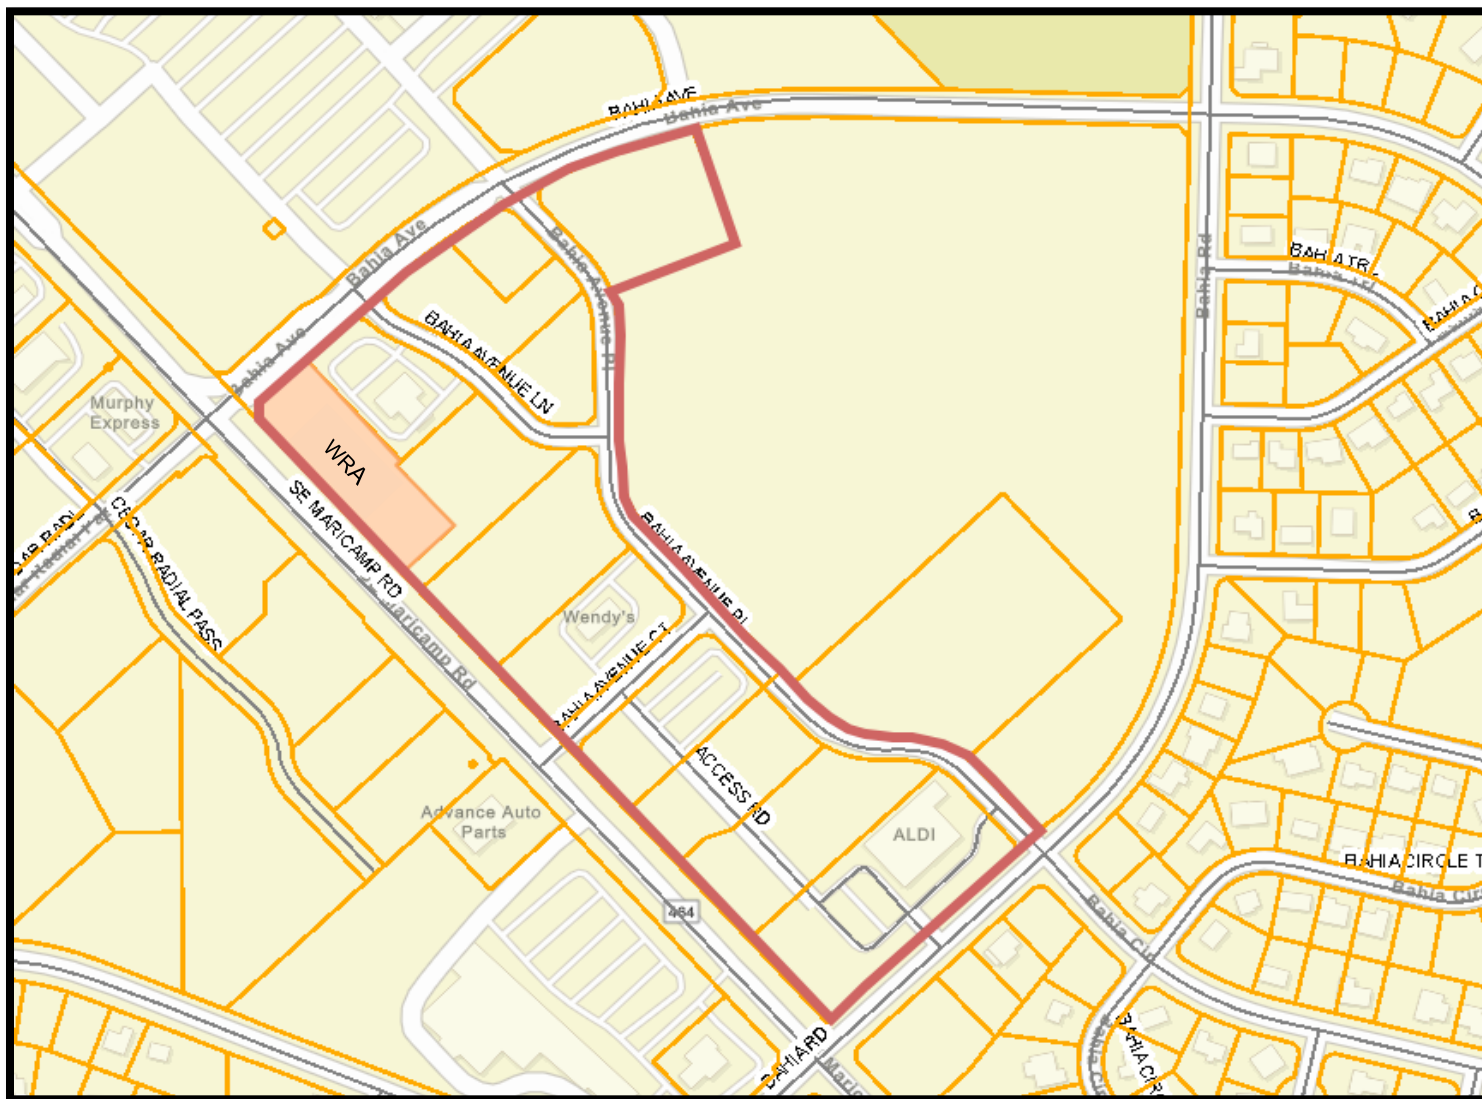 BAHIA AVE
Bahia Ave
Bahia Ave
Bahia Ave
Bahia Avenue Pl
BAHIA AVENUE LN
Bahia Rd
BAHIA TRL
Bahia Trl
Murphy
Express
WRA
SE MARICAMP RD
Maricamp Rd
CEDAR RADIAL PASS
BAHIA AVENUE PL
Wendy's
BAHIA AVENUE CT
ACCESS RD
Advance Auto
Parts
ALDI
464
BAHIA CIRCLE T
Bahia Circ
Bahia Cir
BAHIA RD
BAHIA CIR